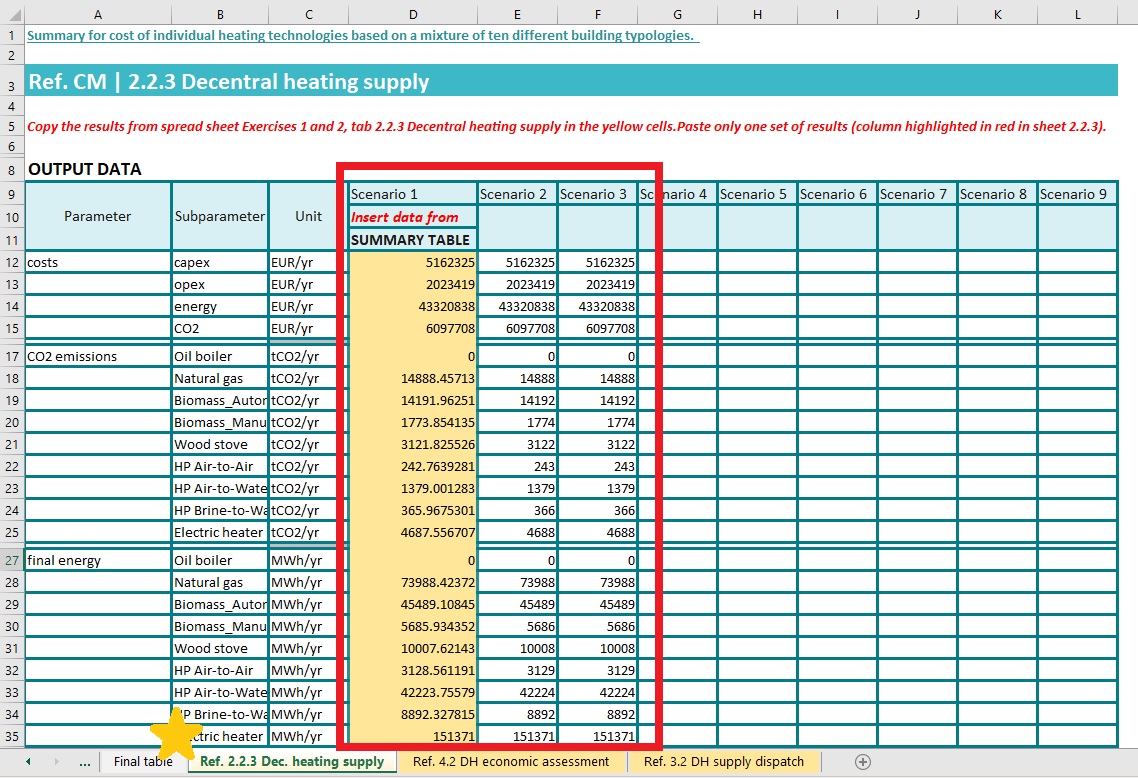 A B C D E F G H I J K L
1 Summary for cost of individual heating technologies based on a mixture of ten different building typologies.
2
3 Ref. CM | 2.2.3 Decentral heating supply
4
5 Copy the results from spread sheet Exercises 1 and 2, tab 2.2.3 Decentral heating supply in the yellow cells.Paste only one set of results (column highlighted in red in sheet 2.2.3).
6
8 OUTPUT DATA
9 Scenario 1 Scenario 2 Scenario 3 Scenario 4 Scenario 5 Scenario 6 Scenario 7 Scenario 8 Scenario 9
10 Parameter Subparameter Unit Insert data from
11 SUMMARY TABLE
12 costs capex EUR/yr 5162325 5162325 5162325
13 opex EUR/yr 2023419 2023419 2023419
14 energy EUR/yr 43320838 43320838 43320838
15 CO2 EUR/yr 6097708 6097708 6097708
17 CO2 emissions Oil boiler tCO2/yr 0 0 0
18 Natural gas tCO2/yr 14888.45713 14888 14888
19 Biomass_Autor tCO2/yr 14191.96251 14192 14192
20 Biomass_Manu tCO2/yr 1773.854135 1774 1774
21 Wood stove tCO2/yr 3121.825526 3122 3122
22 HP Air-to-Air tCO2/yr 242.7639281 243 243
23 HP Air-to-Wate tCO2/yr 1379.001283 1379 1379
24 HP Brine-to-Wa tCO2/yr 365.9675301 366 366
25 Electric heater tCO2/yr 4687.556707 4688 4688
27 final energy Oil boiler MWh/yr 0 0 0
28 Natural gas MWh/yr 73988.42372 73988 73988
29 Biomass_Autor MWh/yr 45489.10845 45489 45489
30 Biomass_Manu MWh/yr 5685.934352 5686 5686
31 Wood stove MWh/yr 10007.62143 10008 10008
32 HP Air-to-Air MWh/yr 3128.561191 3129 3129
33 HP Air-to-Wate MWh/yr 42223.75579 42224 42224
34 HP Brine-to-Wa MWh/yr 8892.327815 8892 8892
35 ctric heater MWh/yr 151371 151371 151371
... Final table Ref. 2.2.3 Dec. heating supply Ref. 4.2 DH economic assessment Ref. 3.2 DH supply dispatch